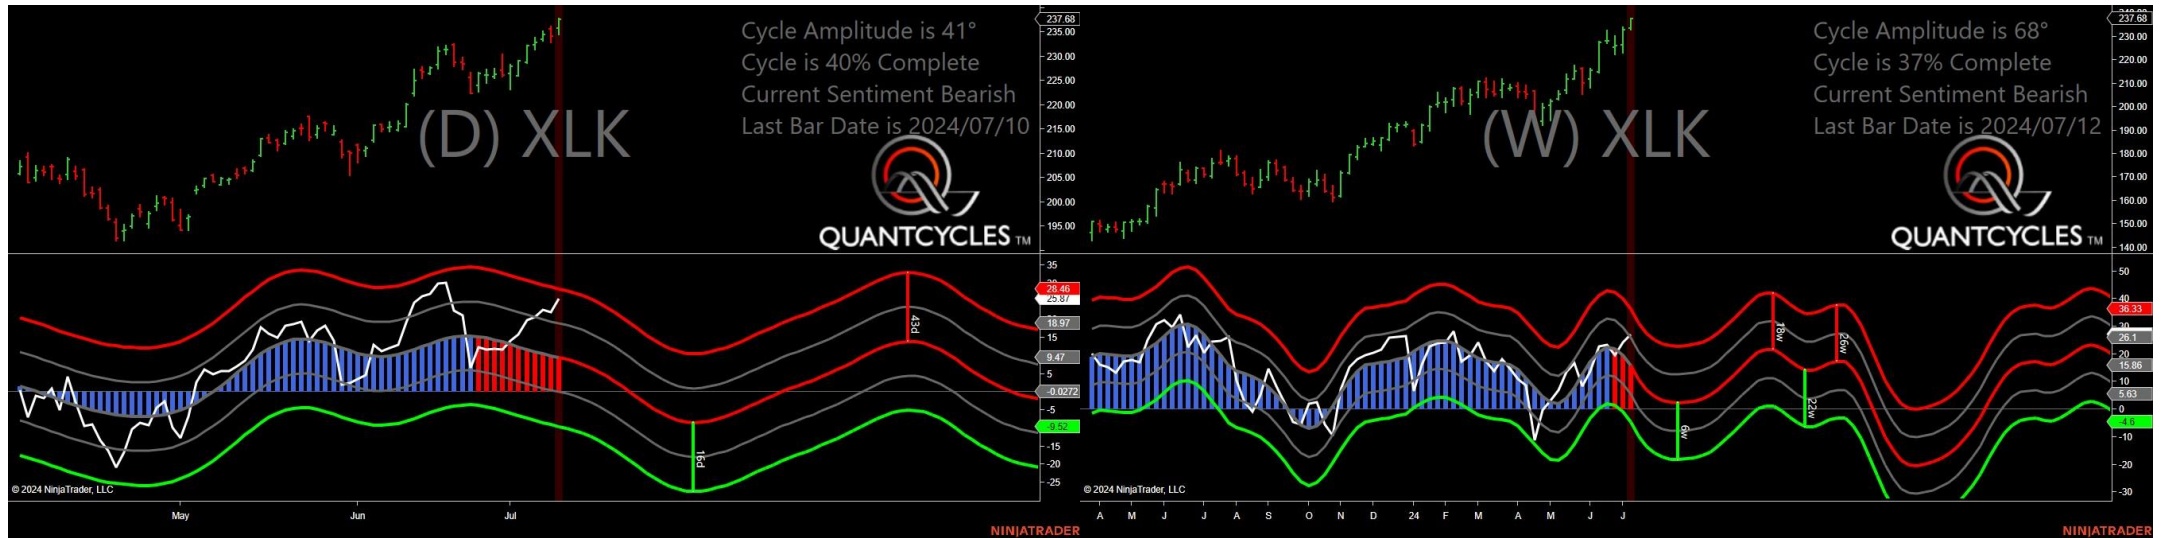 237.68
235.00
230.00
225.00
220.00
215.00
210.00
205.00
200.00
195.00
Cycle Amplitude is 41°
Cycle is 40% Complete
Current Sentiment Bearish
Last Bar Date is 2024/07/10
(D) XLK
QUANTCYCLES TM
35
28.46
25.87
18.97
15
9.47
5
-0.0272
-5
-9.52
-15
-20
-25
43d
16d
© 2024 NinjaTrader, LLC
May
Jun
Jul
NINJATRADER
237.68
230.00
220.00
210.00
200.00
190.00
180.00
170.00
160.00
150.00
140.00
Cycle Amplitude is 68°
Cycle is 37% Complete
Current Sentiment Bearish
Last Bar Date is 2024/07/12
(W) XLK
QUANTCYCLES TM
50
40
36.33
30
26.1
20
15.86
10
5.63
0
-4.6
-10
-20
-30
18w
26w
22w
6w
© 2024 NinjaTrader, LLC
A M J J A S O N D 24 F M A M J J
NINJATRADER